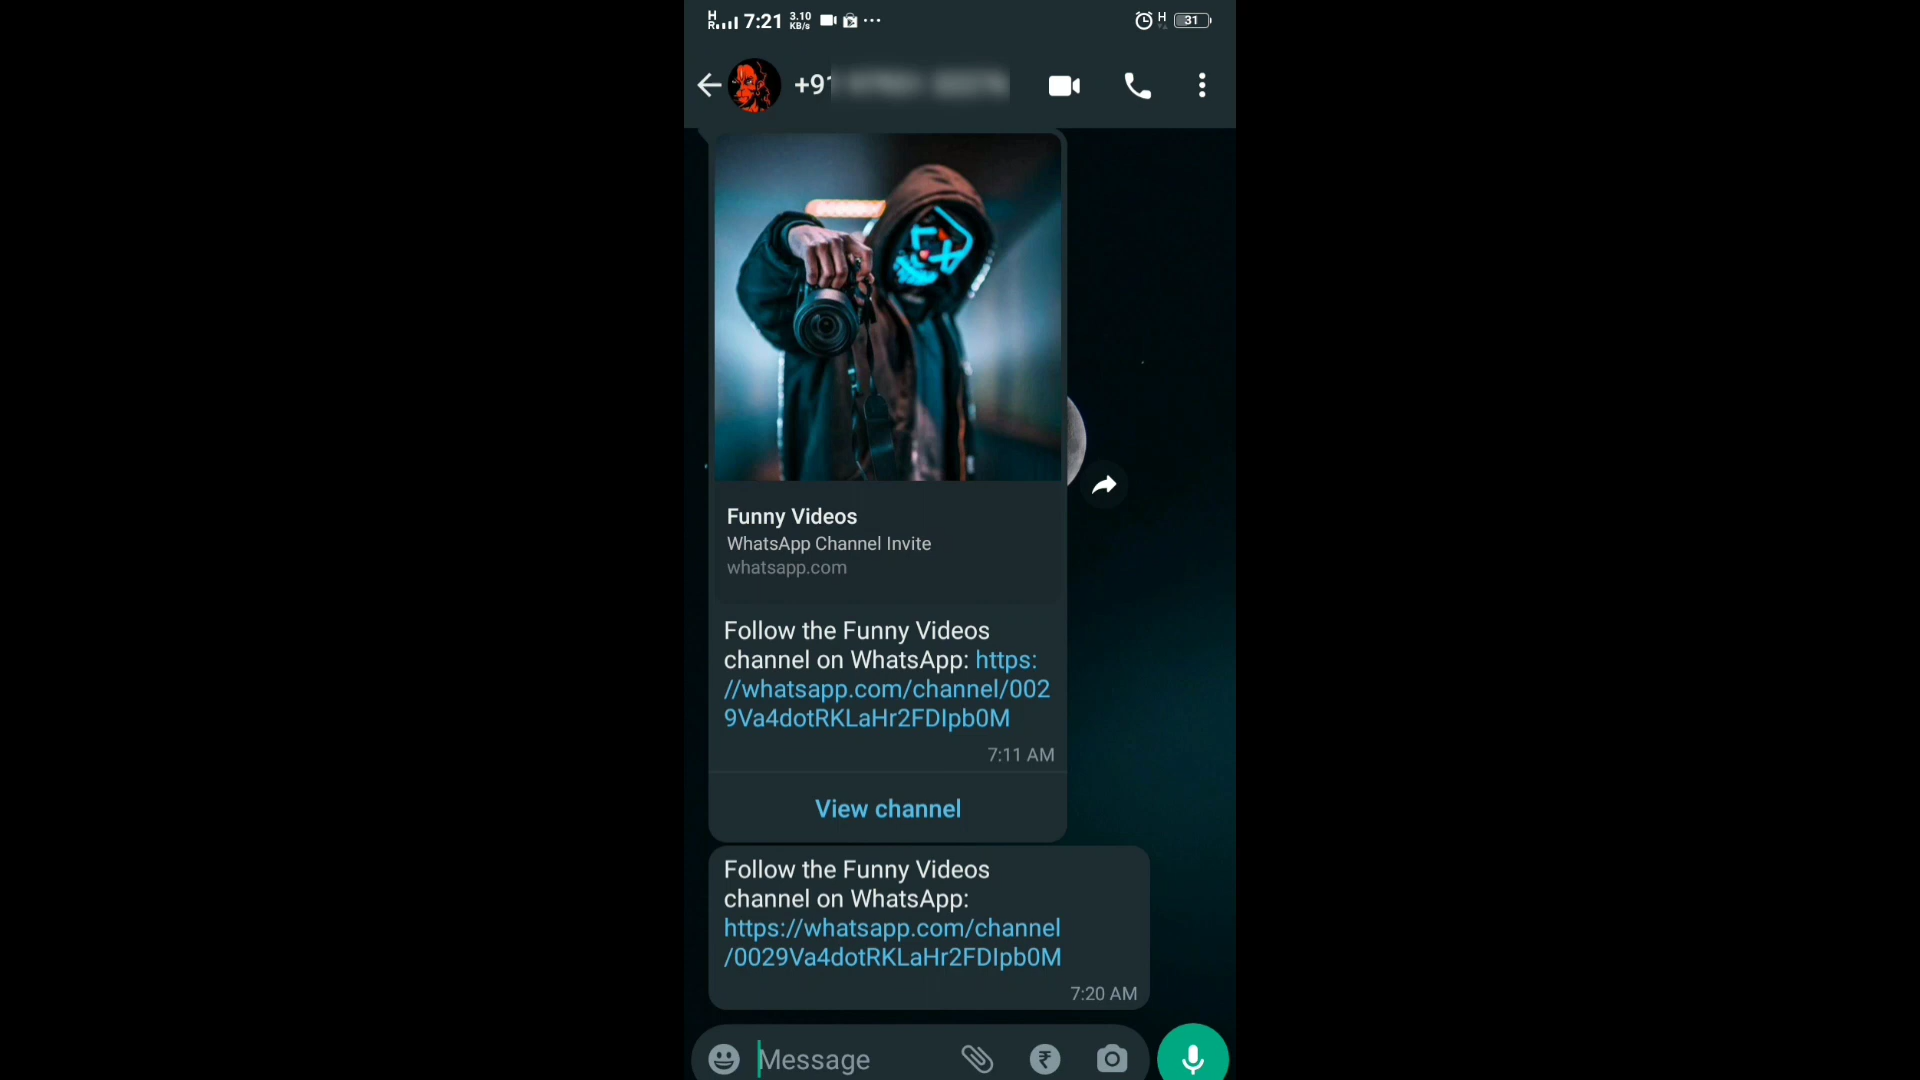 H
R
7:21
3.10
KB/s
H
31
+91
Funny Videos
WhatsApp Channel Invite
whatsapp.com
Follow the Funny Videos
channel on WhatsApp: https:
//whatsapp.com/channel/002
9Va4dotRKLaHr2FDIpb0M
7:11 AM
View channel
Follow the Funny Videos
channel on WhatsApp:
https://whatsapp.com/channel
/0029Va4dotRKLaHr2FDIpb0M
7:20 AM
Message